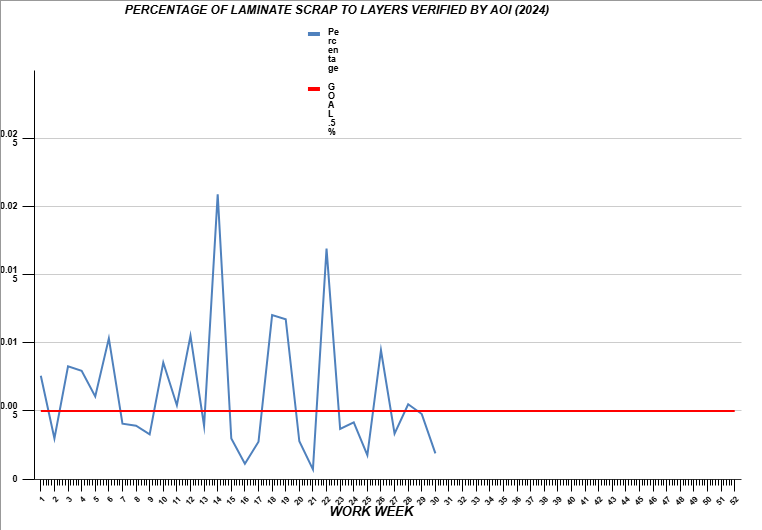 PERCENTAGE OF LAMINATE SCRAP TO LAYERS VERIFIED BY AOI (2024)
Pe
rc
en
ta
ge
G
O
A
L
.5
%
0.02
5
0.02
0.01
5
0.01
0.00
5
0
1 2 3 4 5 6 7 8 9 10 11 12 13 14 15 16 17 18 19 20 21 22 23 24 25 26 27 28 29 30 31 32 33 34 35 36 37 38 39 40 41 42 43 44 45 46 47 48 49 50 51 52
WORK WEEK